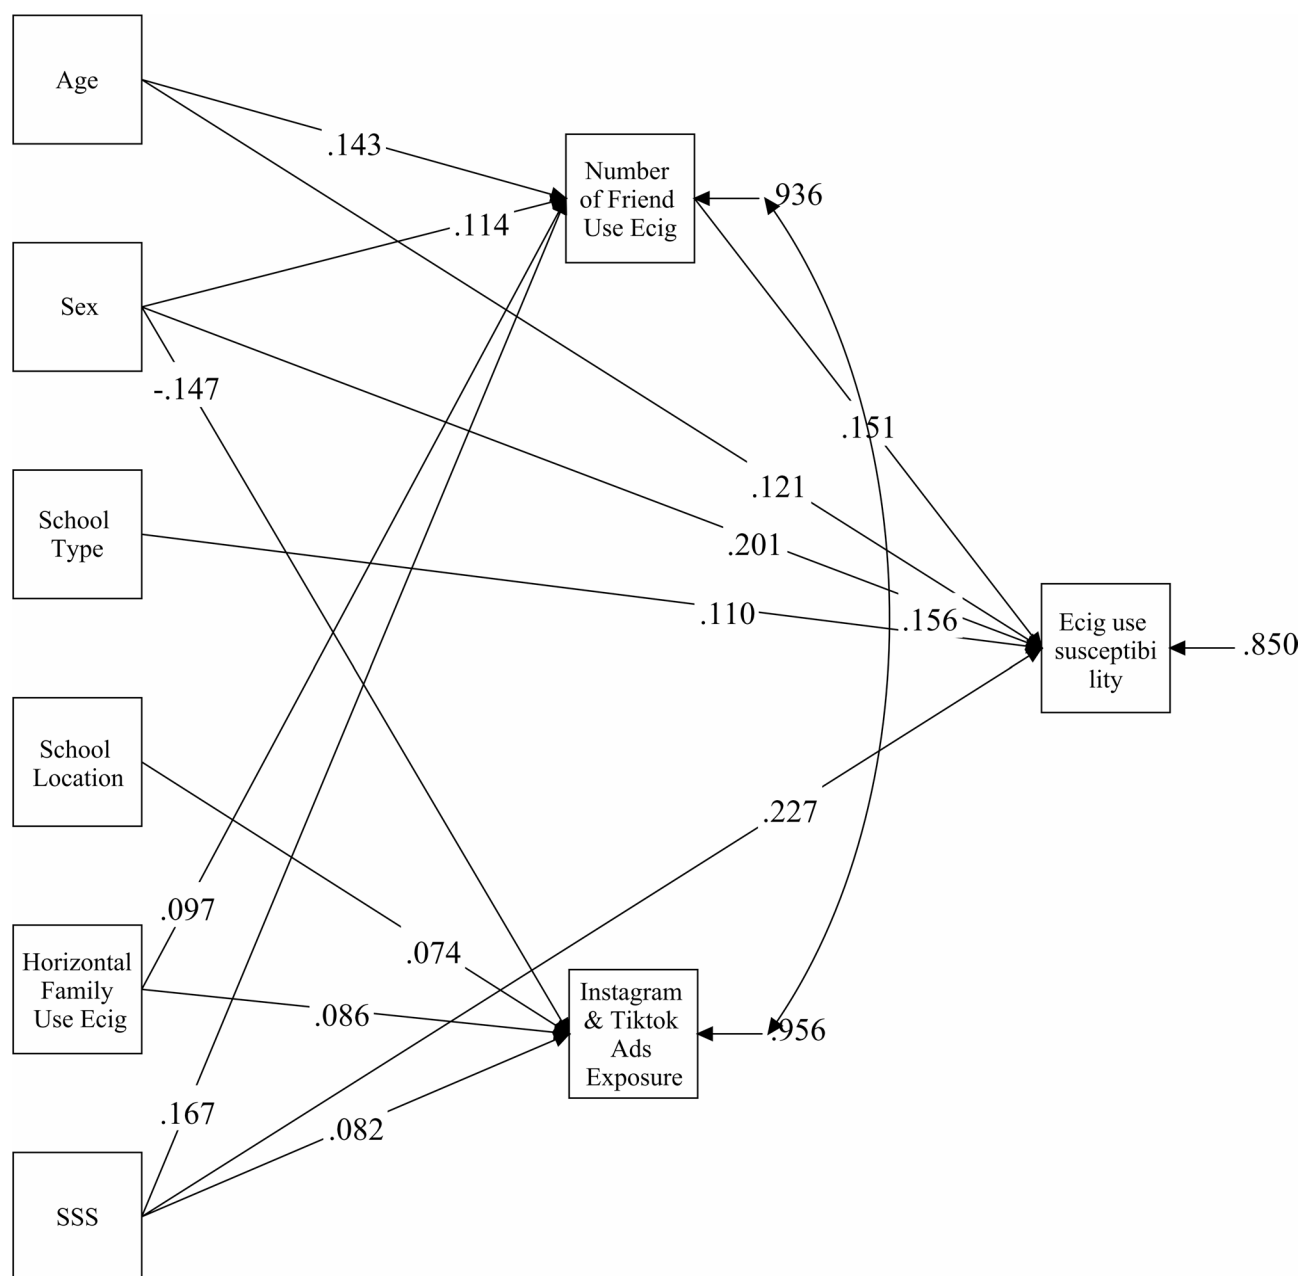 Age
.143
Number
of Friend
Use Ecig
.936
.114
Sex
-.147
.151
.121
School
Type
.201
.110
.156
Ecig use
susceptibi
lity
.850
School
Location
.227
.097
.074
Horizontal
Family
Use Ecig
.086
Instagram
& Tiktok
Ads
Exposure
.956
.167
.082
SSS